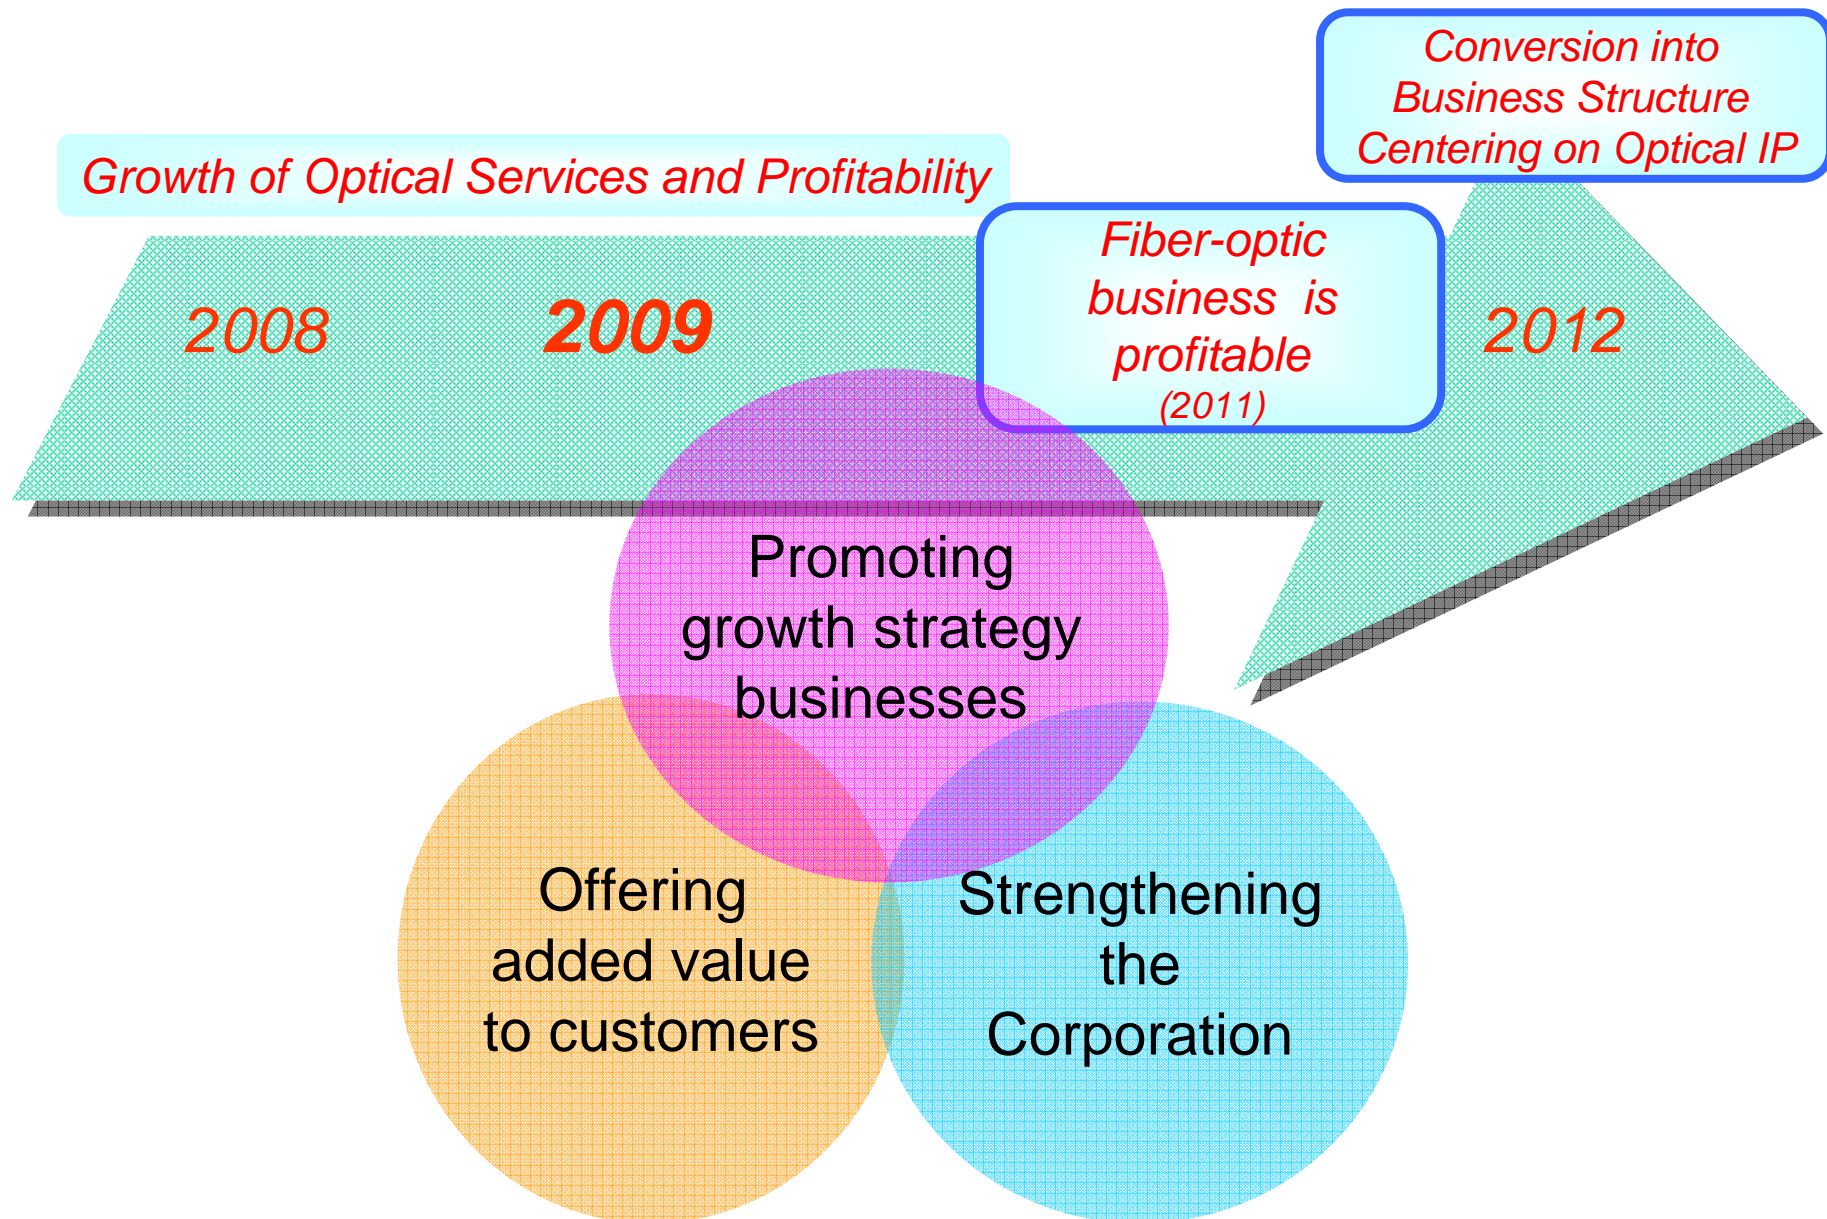 Conversion into
Business Structure
Centering on Optical IP
Growth of Optical Services and Profitability
Fiber-optic
business is
profitable
(2011)
2008
2009
2012
Promoting
growth strategy
businesses
Offering
added value
to customers
Strengthening
the
Corporation